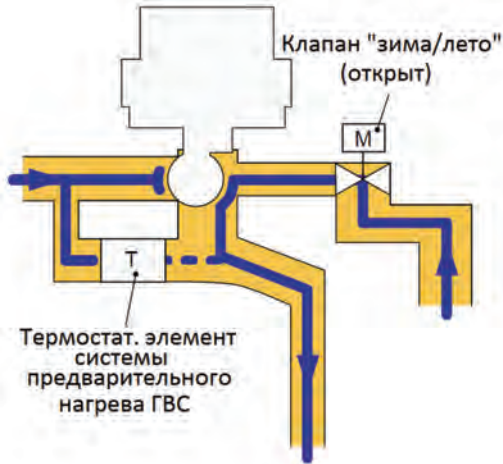 Клапан "зима/лето"
(открыт)
М
Т
Термостат. элемент
системы
предварительного
нагрева ГВС